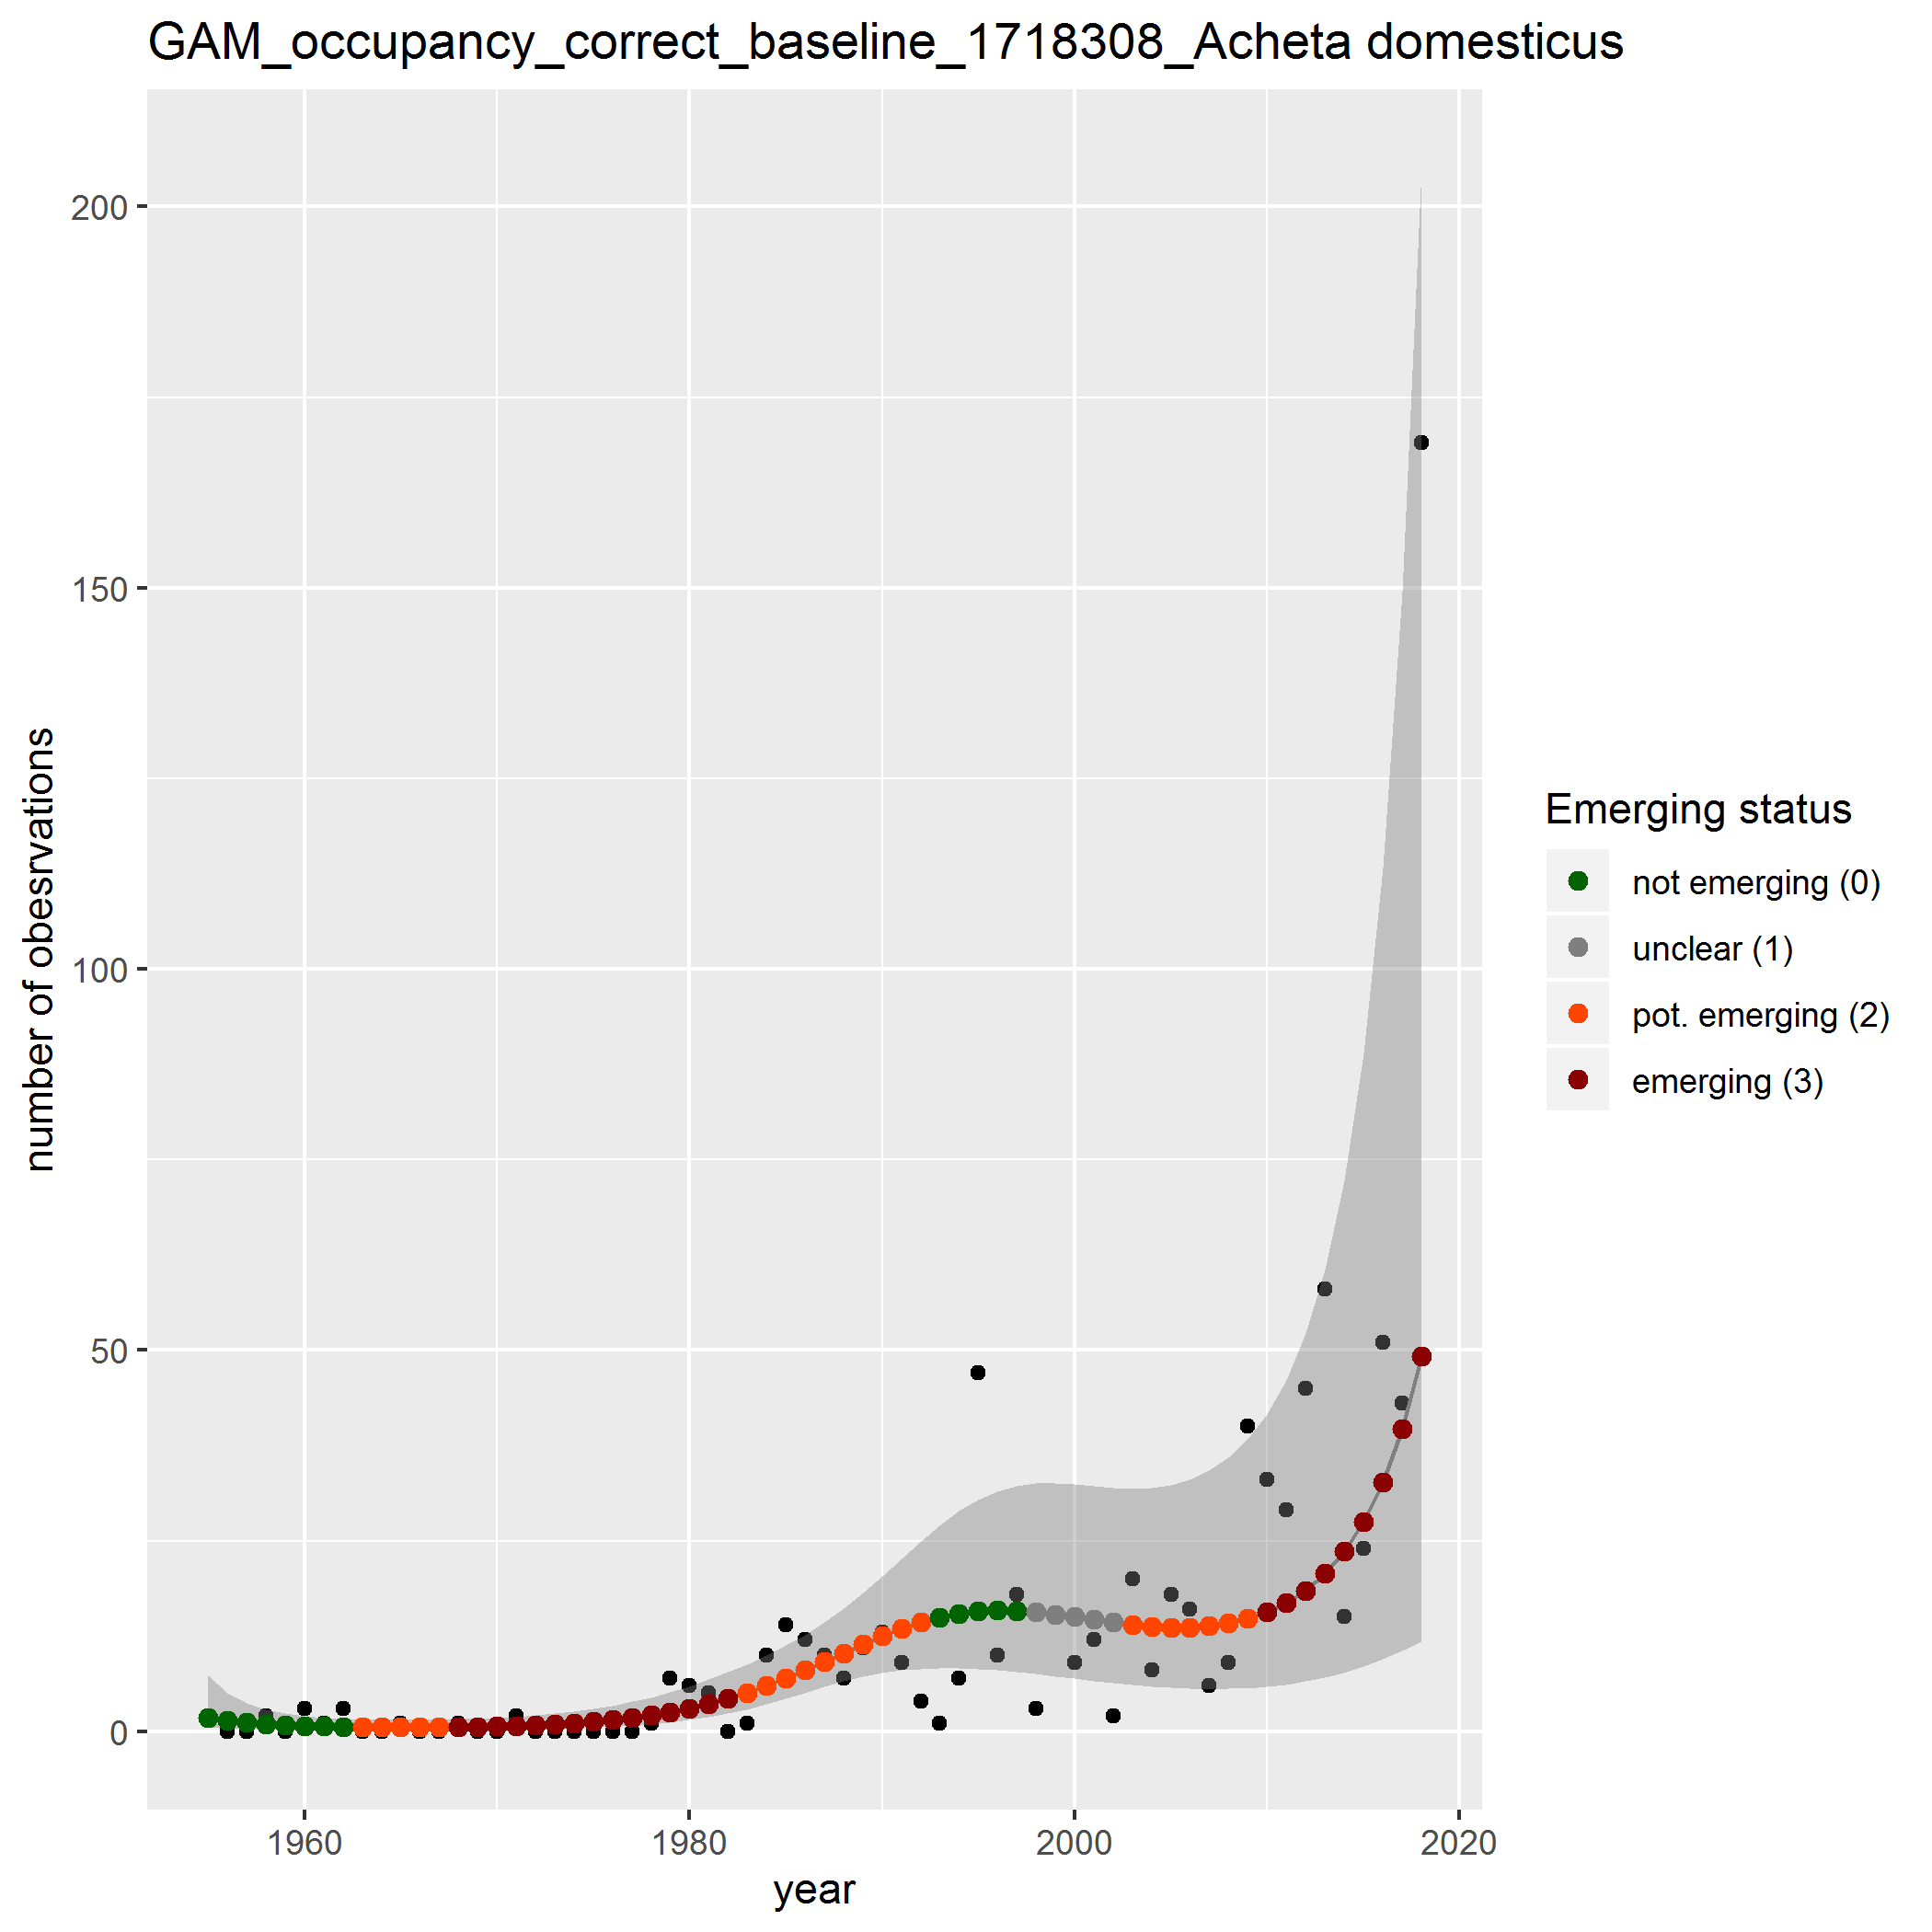 GAM_occupancy_correct_baseline_1718308_Acheta domesticus
200
150
100
50
0
number of obesrvations
1960 1980 2000 2020
year
Emerging status
not emerging (0)
unclear (1)
pot. emerging (2)
emerging (3)